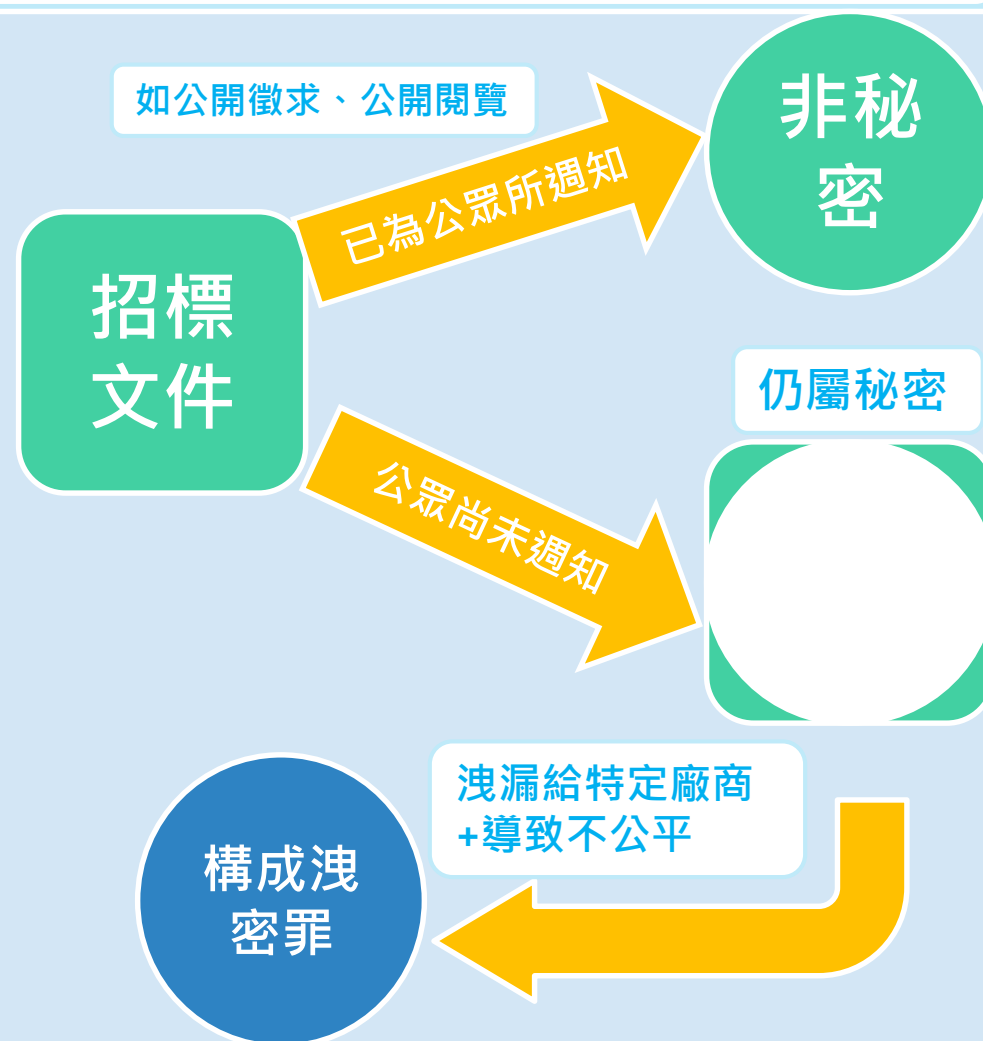 如公開徵求、公開閱覽
已為公眾所週知
非秘
密
招標
文件
仍屬秘密
公眾尚未週知
洩漏給特定廠商
+導致不公平
構成洩
密罪